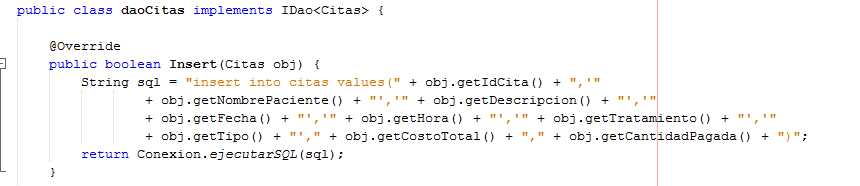 public class daoCitas implements IDao<Citas> {
@Override
public boolean Insert(Citas obj) {
String sql = "insert into citas values(" + obj.getIdCita() + ",'"
+ obj.getNombrePaciente() + "','" + obj.getDescripcion() + "','"
+ obj.getFecha() + "','" + obj.getHora() + "','" + obj.getTratamiento() + "','"
+ obj.getTipo() + "'," + obj.getCostoTotal() + "," + obj.getCantidadPagada() + ")";
return Conexion.ejecutarSQL(sql);
}